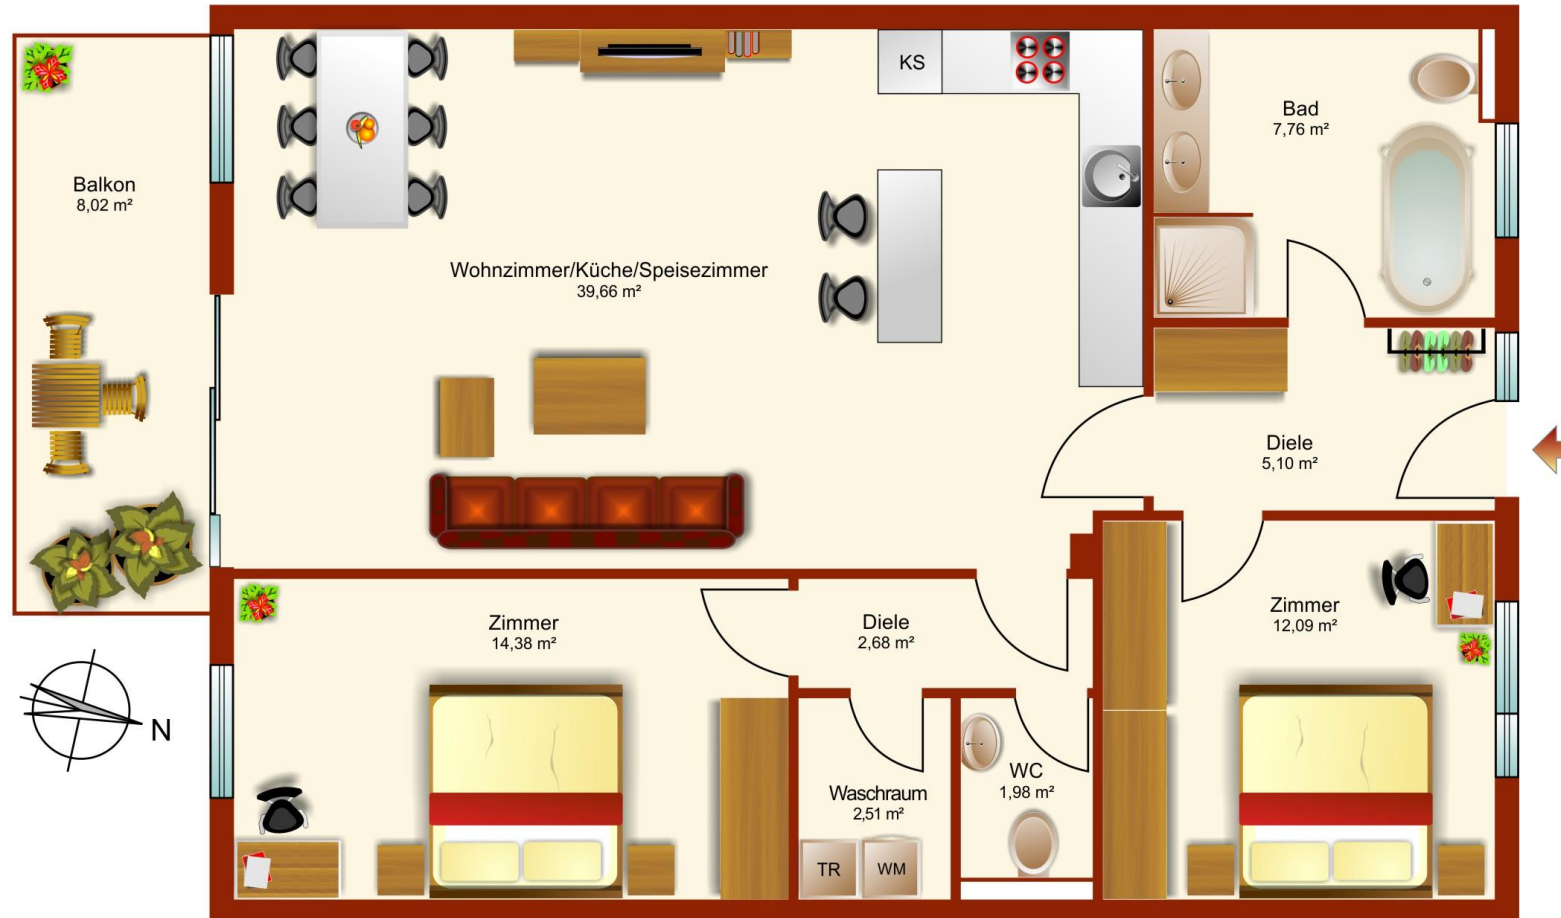 KS
Bad
7,76 m²
Balkon
8,02 m²
Wohnzimmer/Küche/Speisezimmer
39,66 m²
Diele
5,10 m²
Zimmer
14,38 m²
Diele
2,68 m²
Zimmer
12,09 m²
N
Waschraum
2,51 m²
WC
1,98 m²
TR
WM